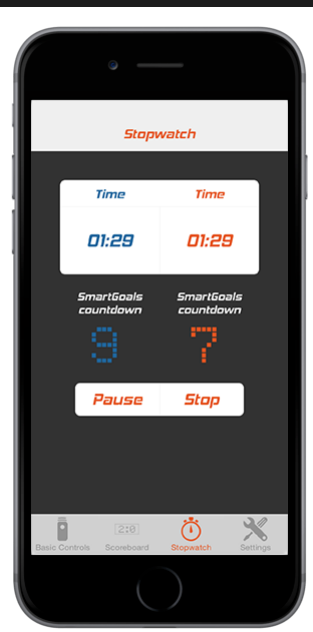 Stopwatch
Time Time
01:29 01:29
SmartGoals SmartGoals
countdown countdown
9 7
Pause Stop
2:0
Basic Controls Scoreboard Stopwatch Settings